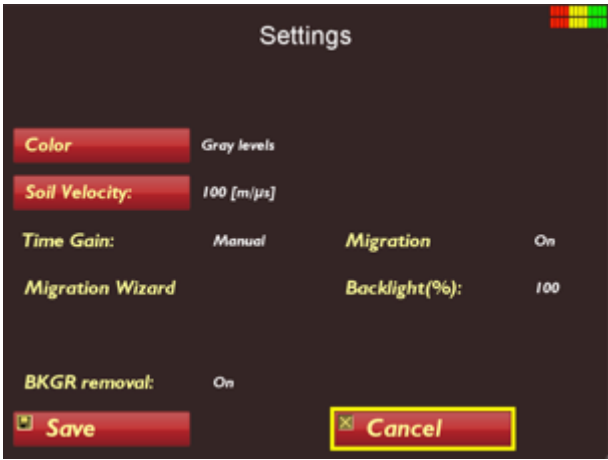 Settings
Color Gray levels
Soil Velocity: 100 [m/µs]
Time Gain: Manual Migration On
Migration Wizard Backlight(%): 100
BKGR removal: On
Save Cancel